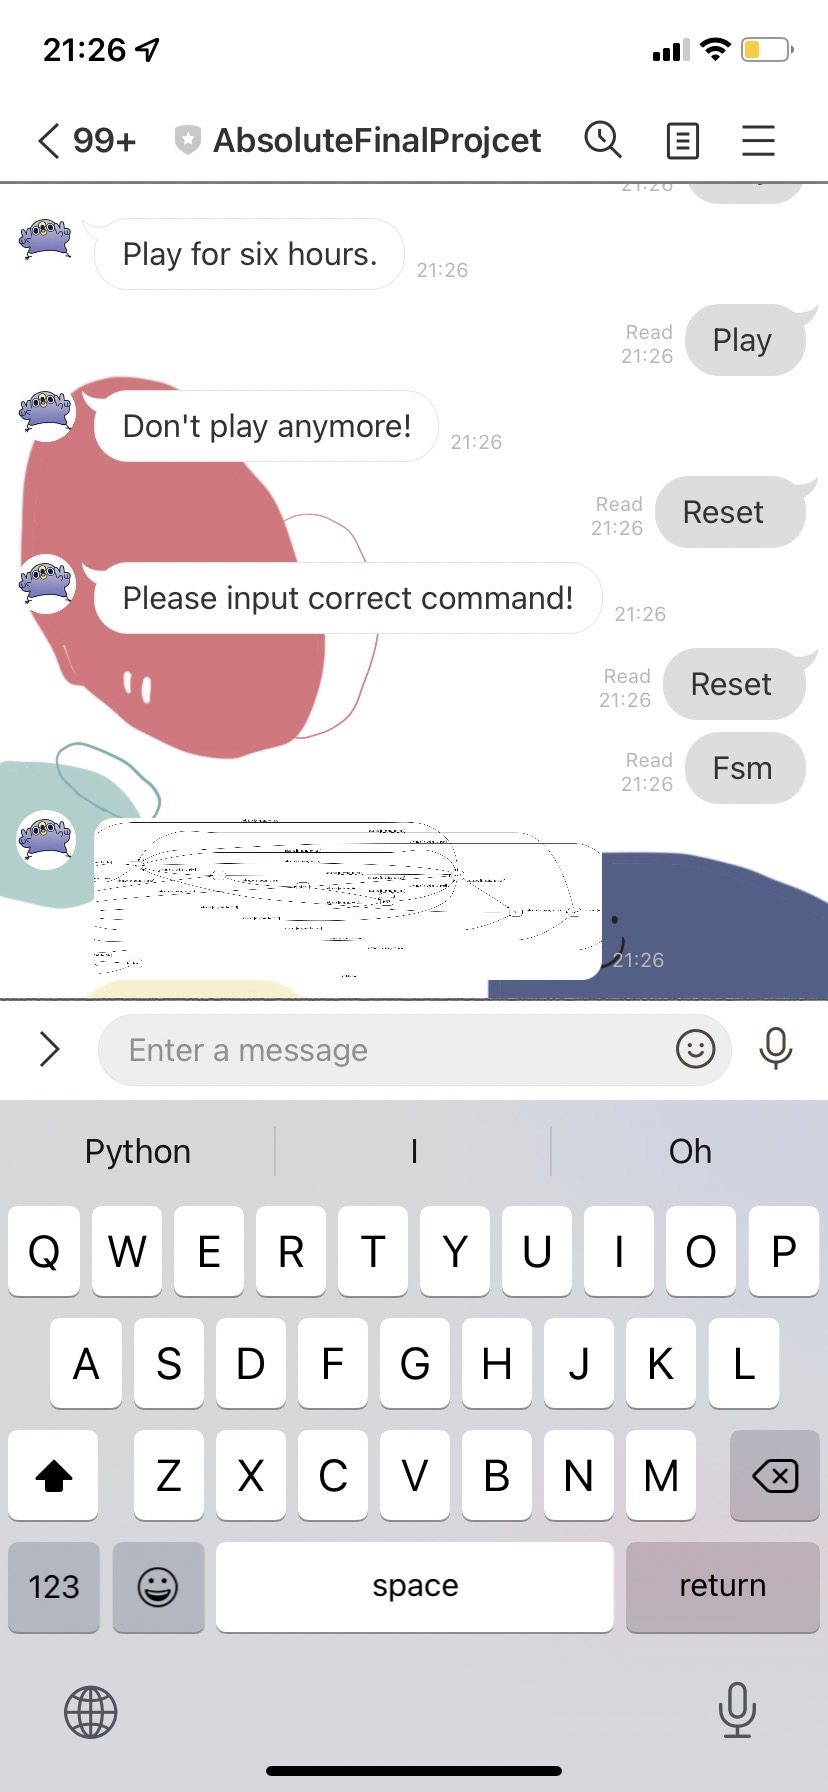 21:26
99+ AbsoluteFinalProjcet
21:26
Play for six hours.
21:26
Read
21:26
Play
Don't play anymore!
21:26
Read
21:26
Reset
Please input correct command!
21:26
Read
21:26
Reset
Read
21:26
Fsm
21:26
Enter a message
Python I Oh
Q W E R T Y U I O P
A S D F G H J K L
Z X C V B N M
123 space return